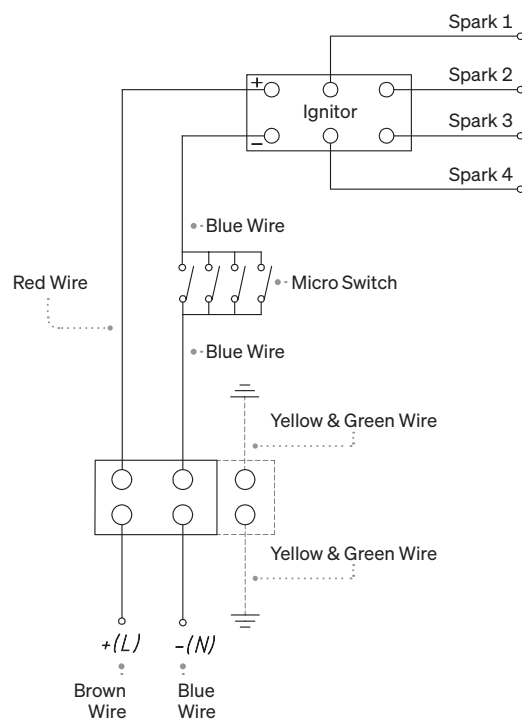 Spark 1
Spark 2
+
Ignitor
Spark 3
−
Spark 4
Blue Wire
Red Wire
Micro Switch
Blue Wire
Yellow & Green Wire
Yellow & Green Wire
+(L)
−(N)
Brown
Wire
Blue
Wire